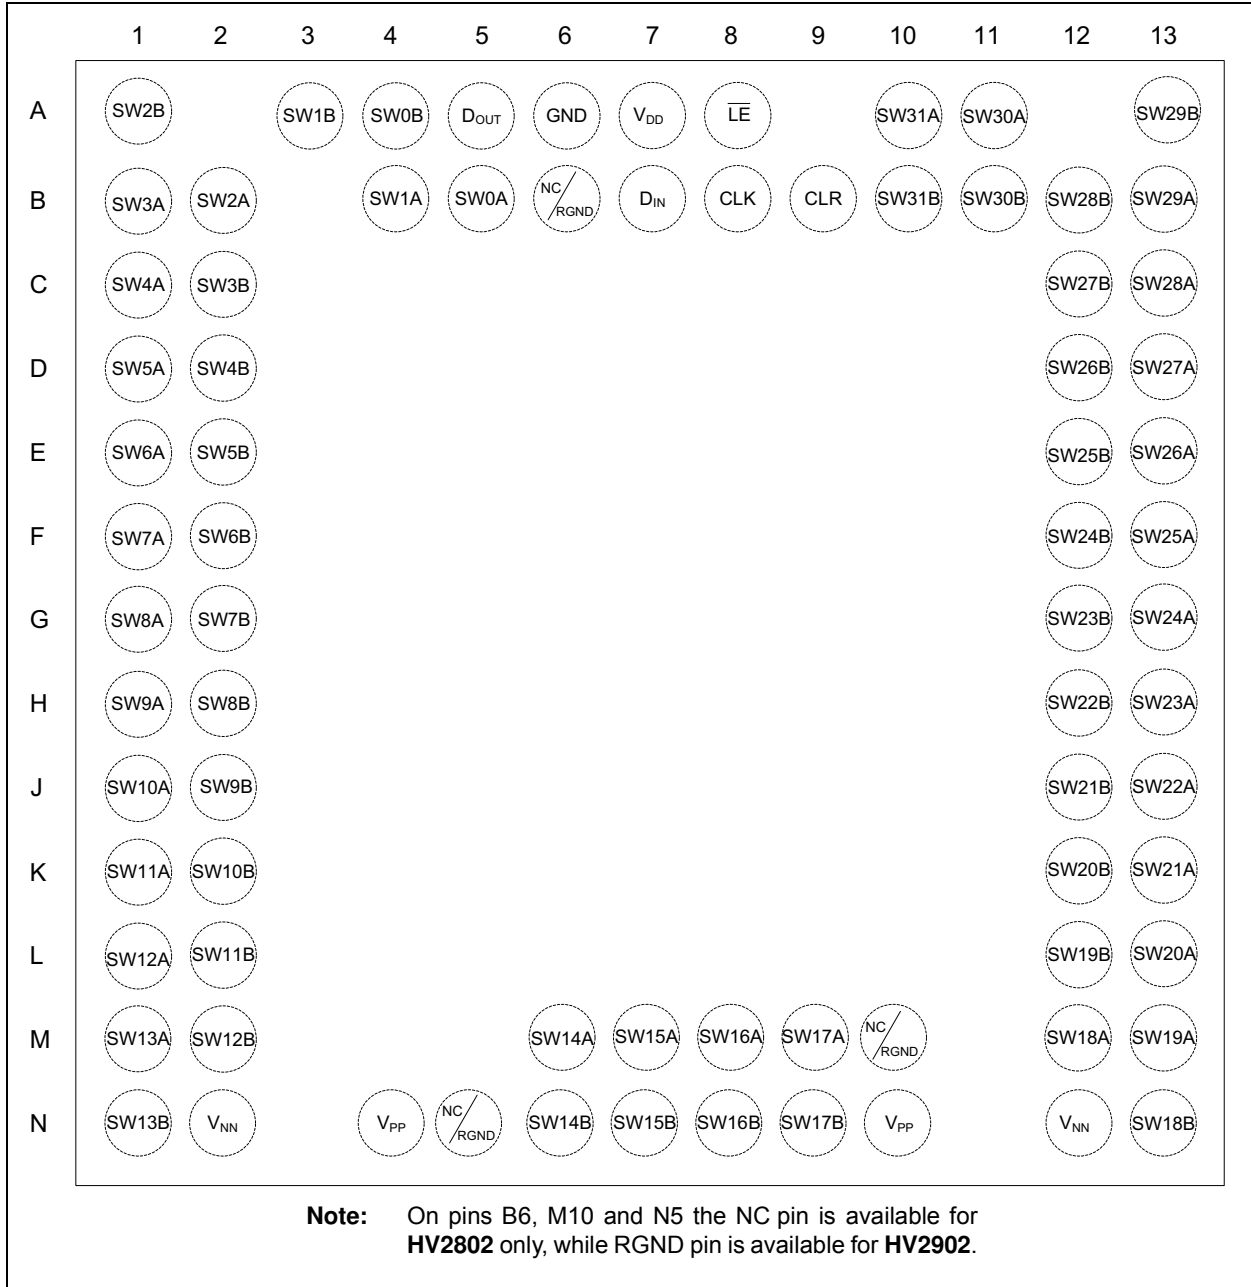 1 2 3 4 5 6 7 8 9 10 11 12 13
A SW2B SW1B SW0B DOUT GND VDD LE SW31A SW30A SW29B
B SW3A SW2A SW1A SW0A NC/RGND DIN CLK CLR SW31B SW30B SW28B SW29A
C SW4A SW3B SW27B SW28A
D SW5A SW4B SW26B SW27A
E SW6A SW5B SW25B SW26A
F SW7A SW6B SW24B SW25A
G SW8A SW7B SW23B SW24A
H SW9A SW8B SW22B SW23A
J SW10A SW9B SW21B SW22A
K SW11A SW10B SW20B SW21A
L SW12A SW11B SW19B SW20A
M SW13A SW12B SW14A SW15A SW16A SW17A NC/RGND SW18A SW19A
N SW13B VNN VPP NC/RGND SW14B SW15B SW16B SW17B VPP VNN SW18B
Note: On pins B6, M10 and N5 the NC pin is available for
HV2802 only, while RGND pin is available for HV2902.